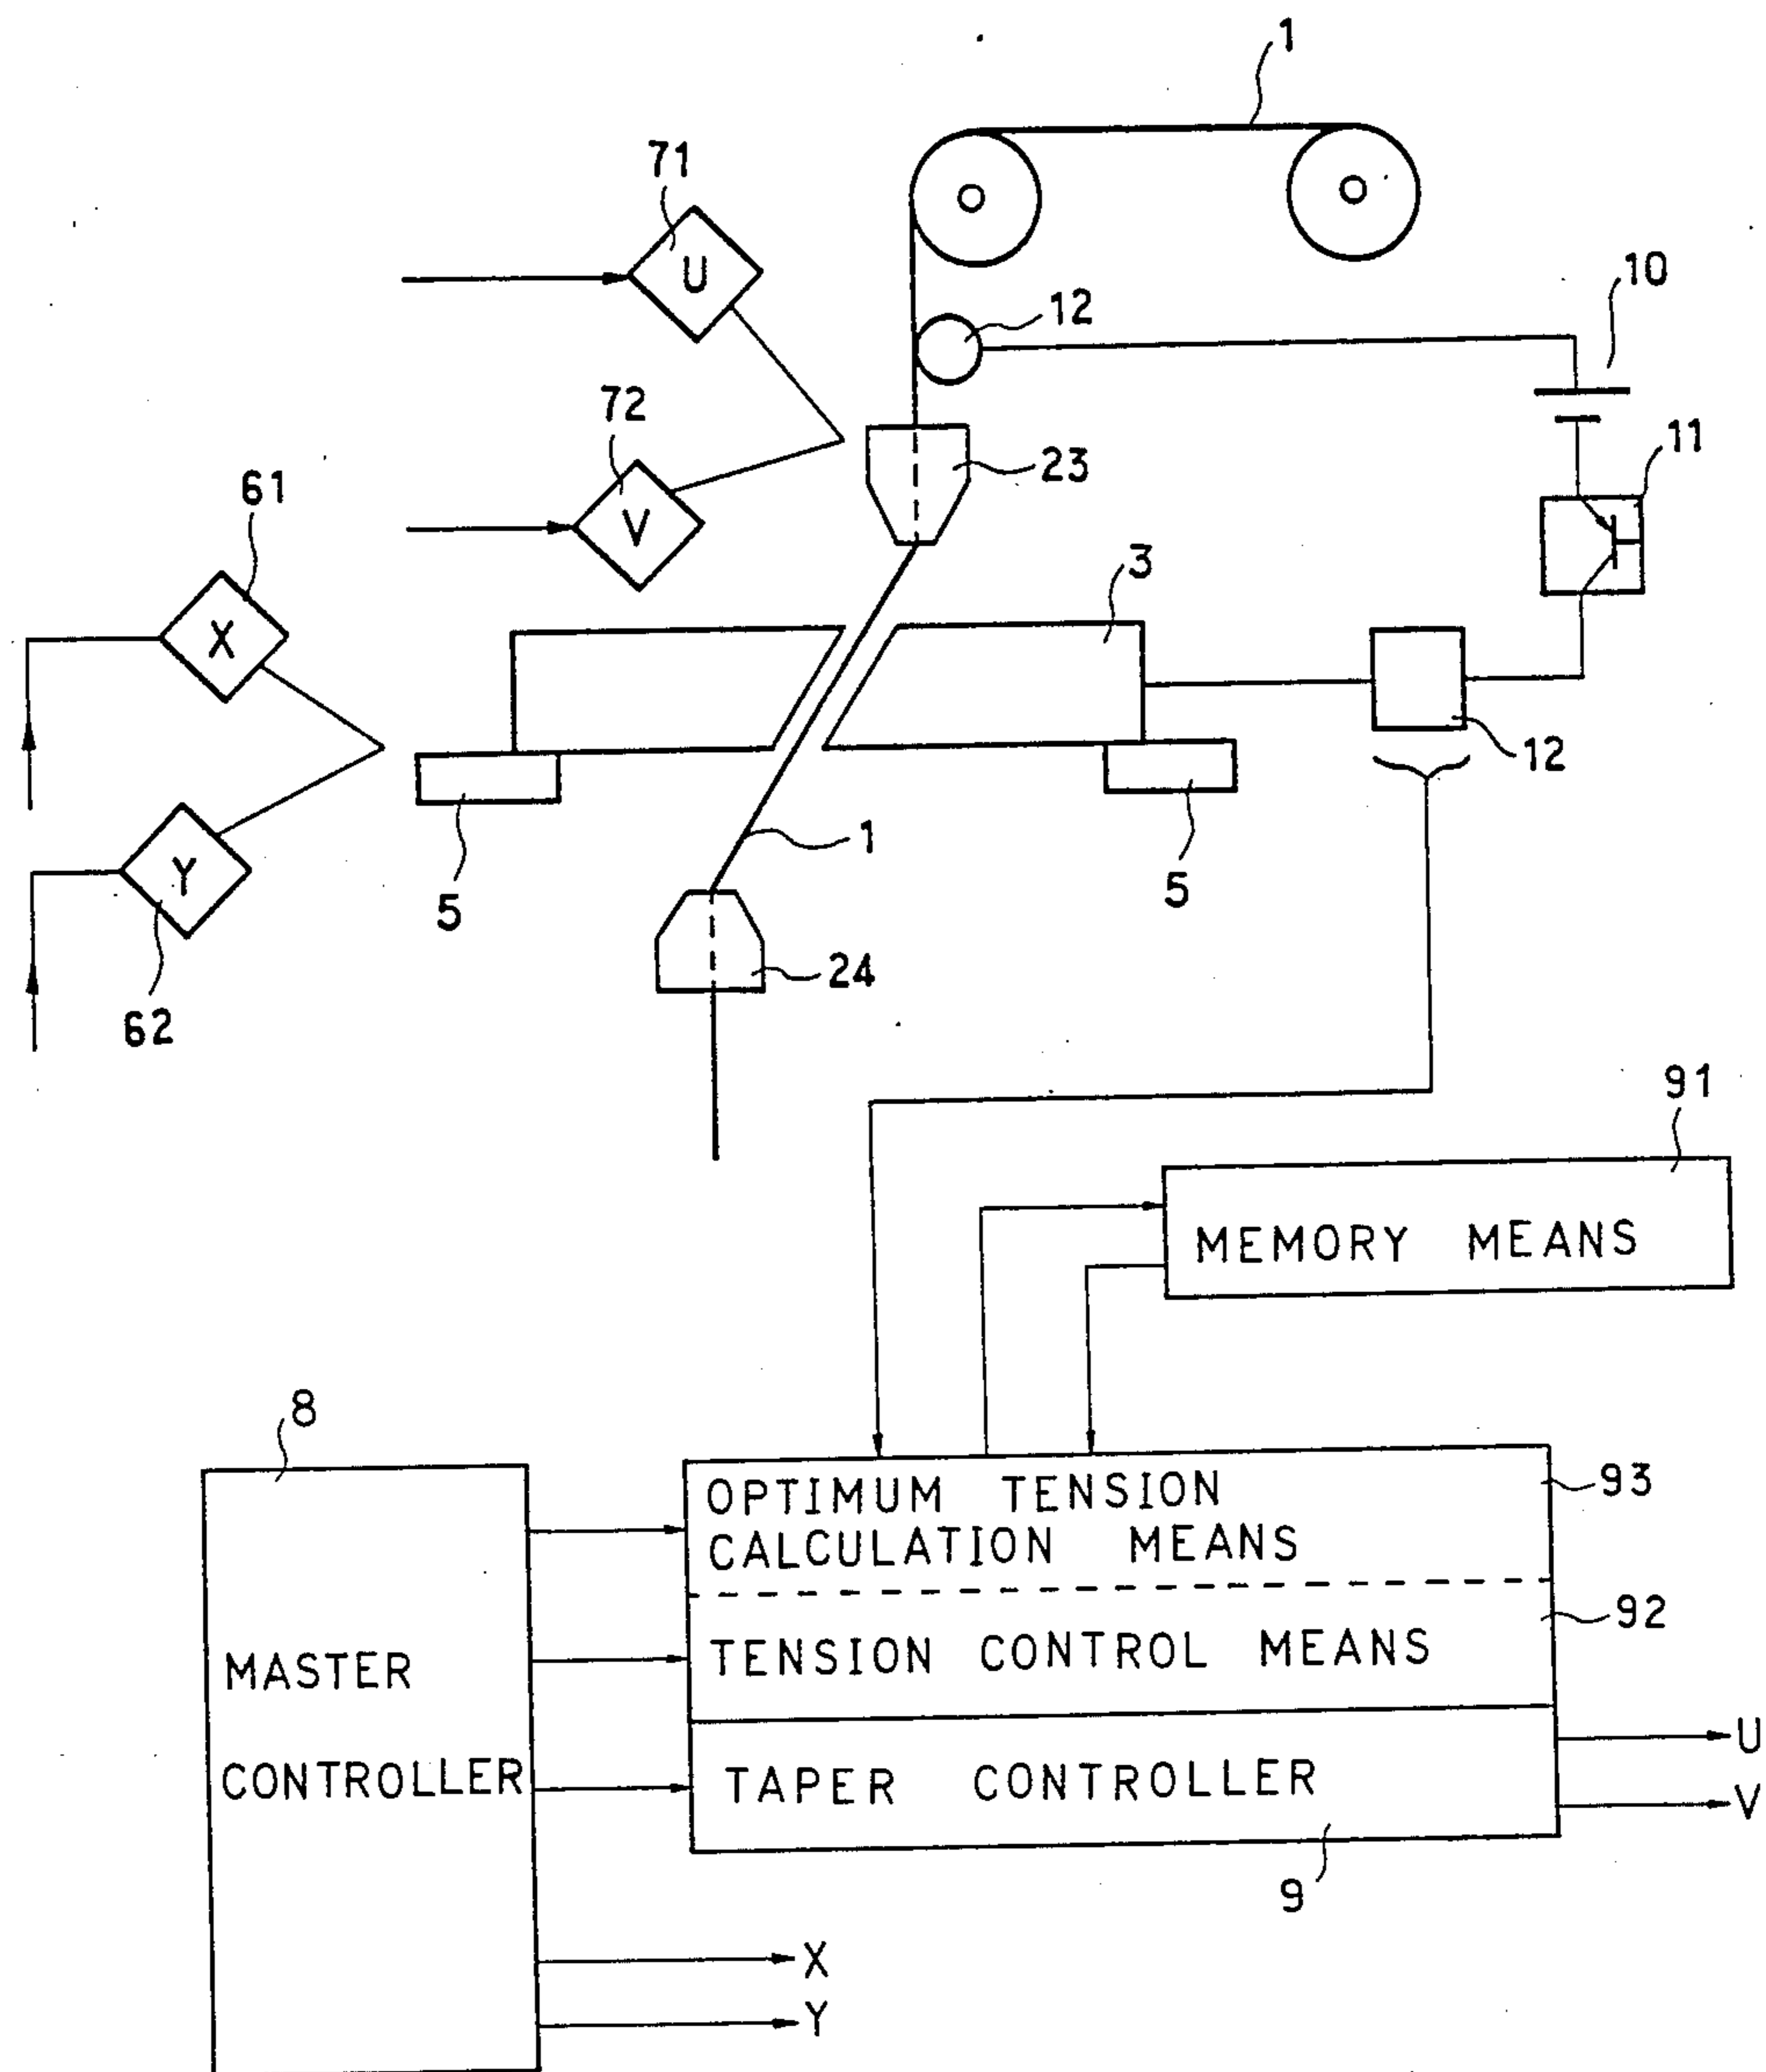 1
71
U
10
12
72
V
23
11
61
X
3
12
1
5
5
Y
24
62
91
MEMORY MEANS
8
OPTIMUM TENSION
CALCULATION MEANS
93
92
TENSION CONTROL MEANS
MASTER
CONTROLLER
TAPER CONTROLLER
U
V
9
X
Y